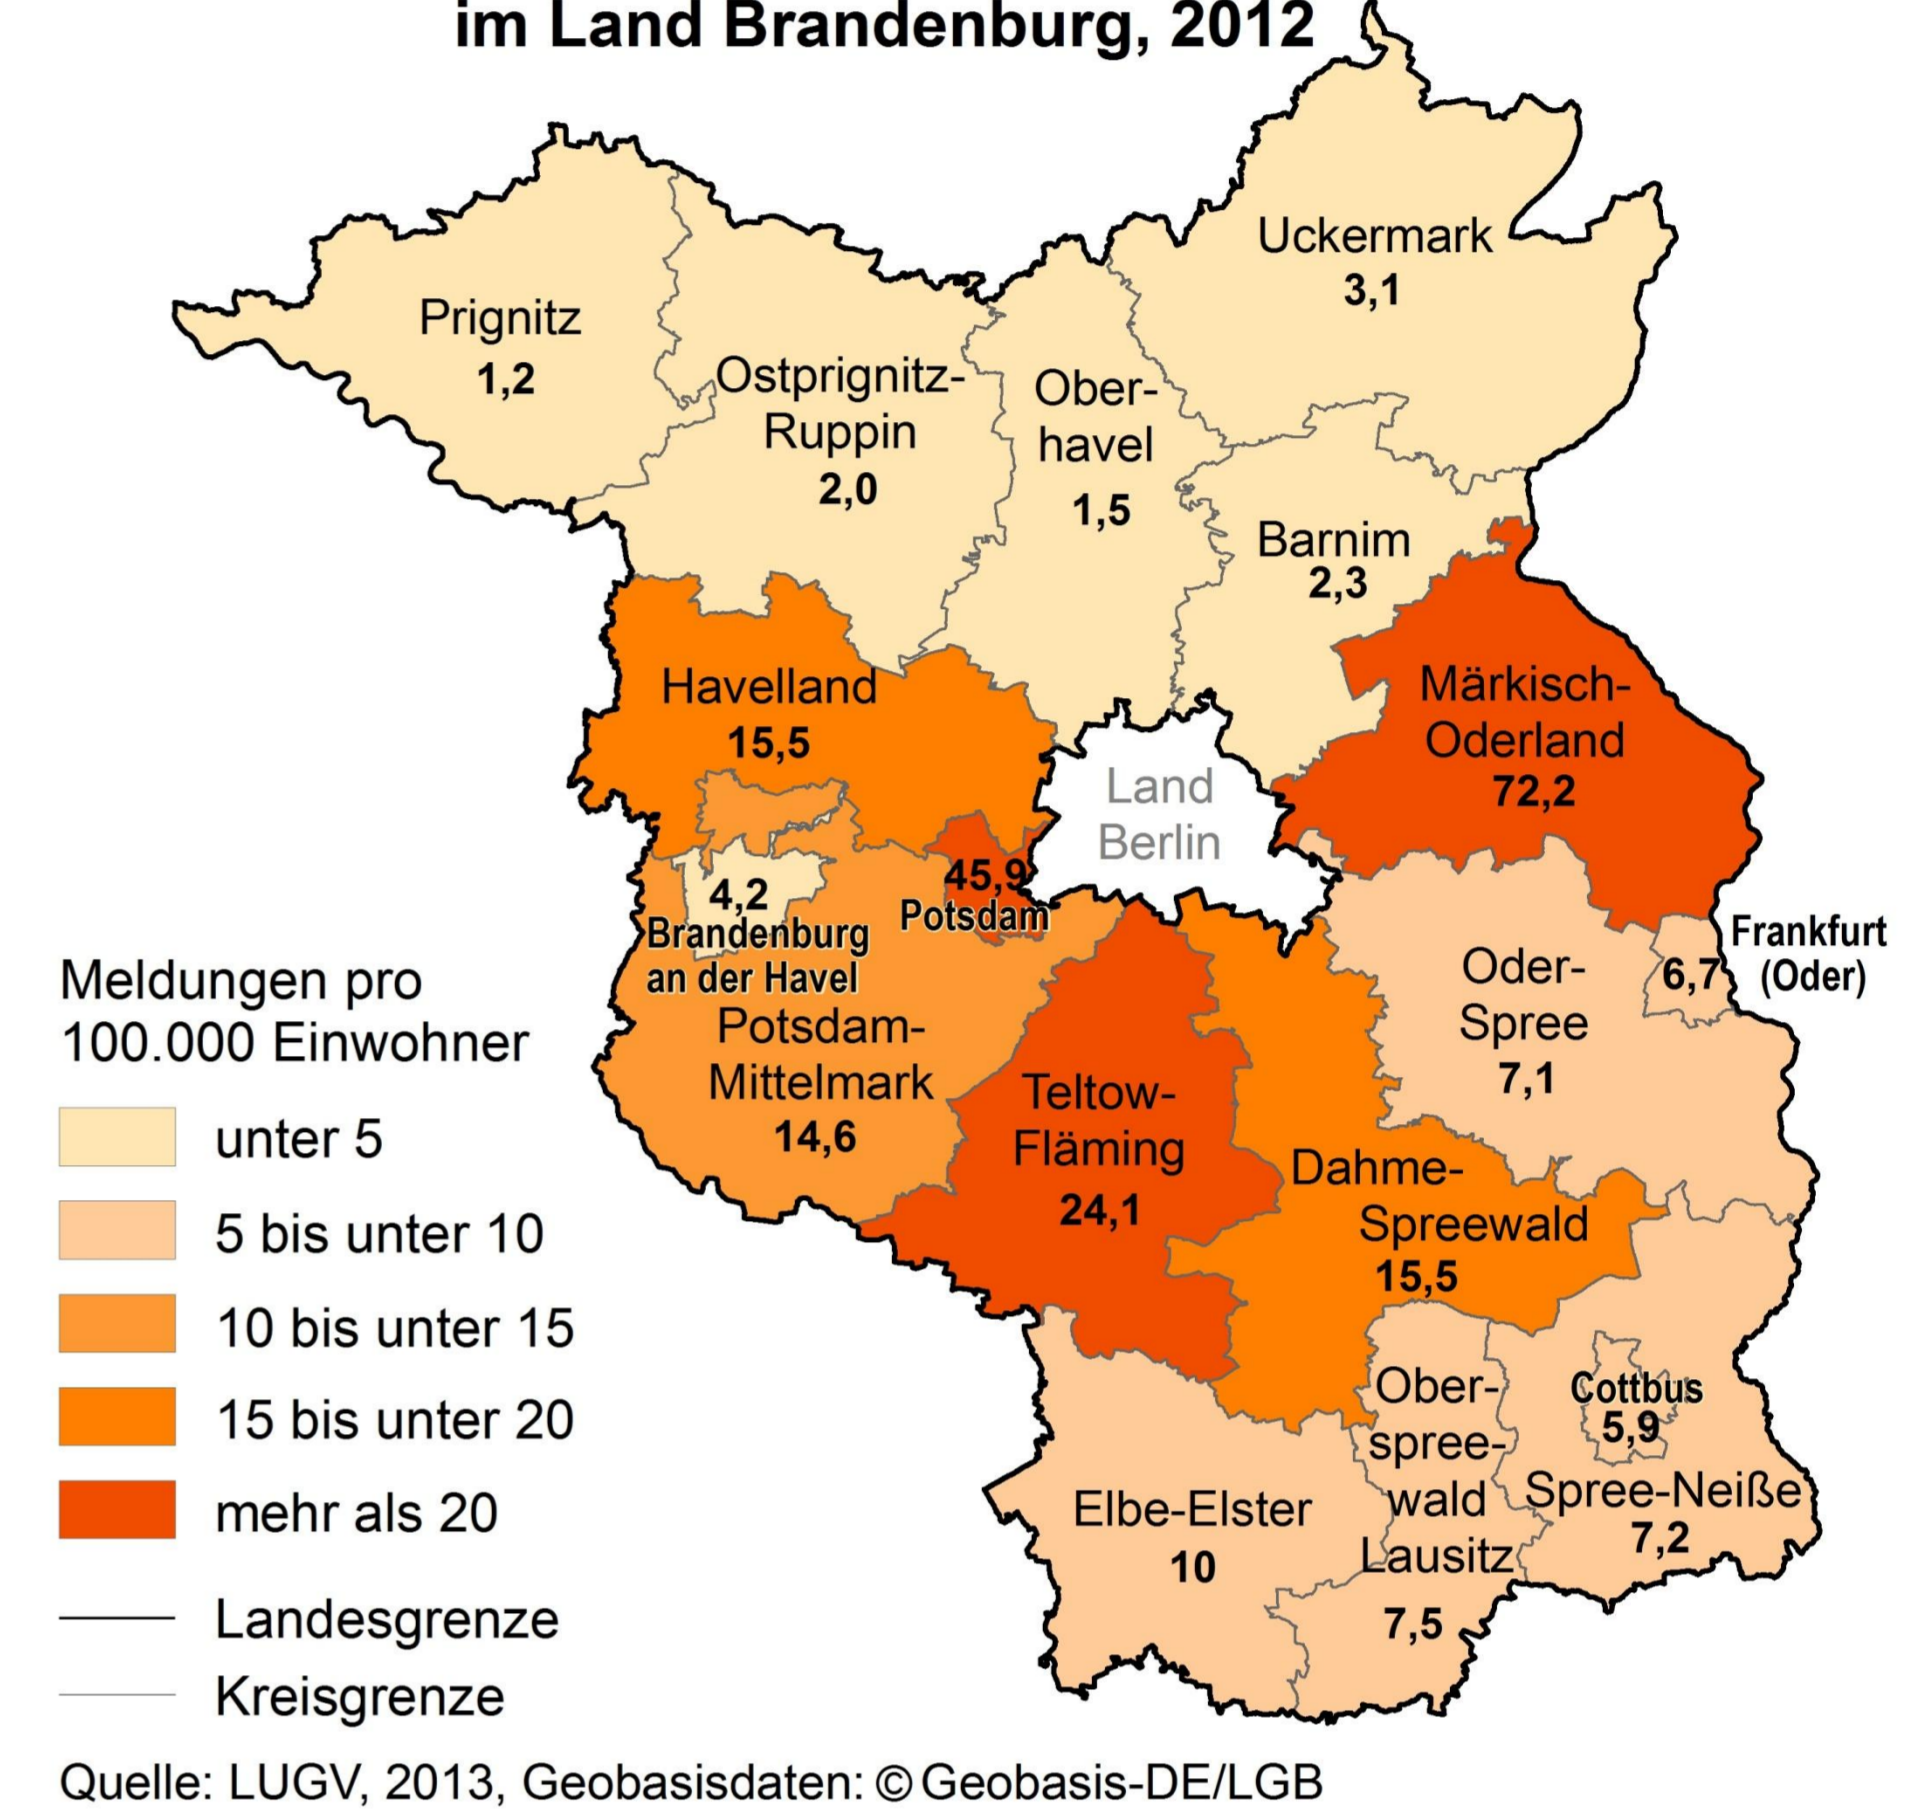 im Land Brandenburg, 2012
Uckermark
3,1
Prignitz
1,2
Ostprignitz-
Ruppin
2,0
Ober-
havel
1,5
Barnim
2,3
Havelland
15,5
Märkisch-
Oderland
72,2
Land
Berlin
4,2
Brandenburg
an der Havel
45,9
Potsdam
Potsdam-
Mittelmark
14,6
Oder-
Spree
7,1
6,7
Frankfurt
(Oder)
Teltow-
Fläming
24,1
Dahme-
Spreewald
15,5
Ober-
spree-
wald
Lausitz
7,5
Cottbus
5,9
Spree-Neiße
7,2
Elbe-Elster
10
Meldungen pro
100.000 Einwohner
unter 5
5 bis unter 10
10 bis unter 15
15 bis unter 20
mehr als 20
Landesgrenze
Kreisgrenze
Quelle: LUGV, 2013, Geobasisdaten: © Geobasis-DE/LGB